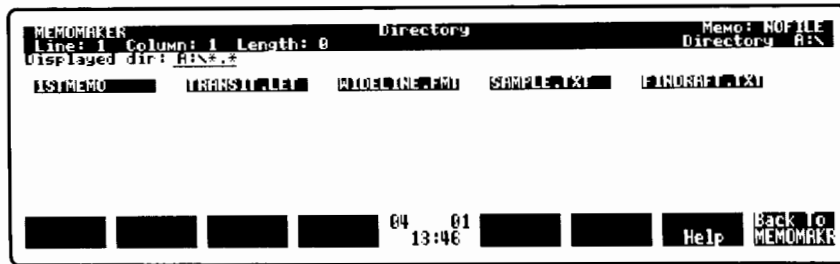 MEMOMAKER Directory Memo: NOFILE
Line: 1 Column: 1 Length: 0 Directory A:\
Displayed dir: A:\*.*
1STMEMO TRANSIT.LET WIDELINE.FMT SAMPLE.TXT FINDRAFT.TXT
04 01 Back To
13:46 Help MEMOMAKR